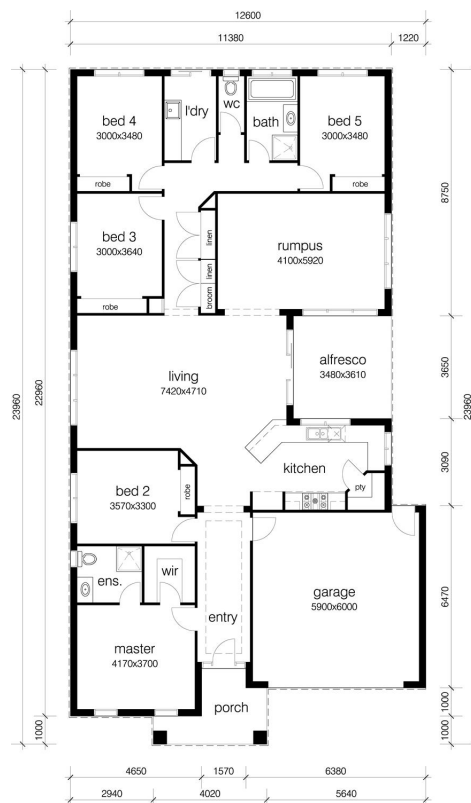 12600
11380 1220
bed 4
3000x3480
l'dry
wc
bath
bed 5
3000x3480
robe
robe
8750
bed 3
3000x3640
linen
linen
broom
rumpus
4100x5920
robe
living
7420x4710
alfresco
3480x3610
3650
23960
22960
23960
kitchen
3090
pty
bed 2
3570x3300
robe
ens.
wir
entry
garage
5900x6000
6470
master
4170x3700
porch
1000
1000
1000
4650 1570 6380
2940 4020 5640